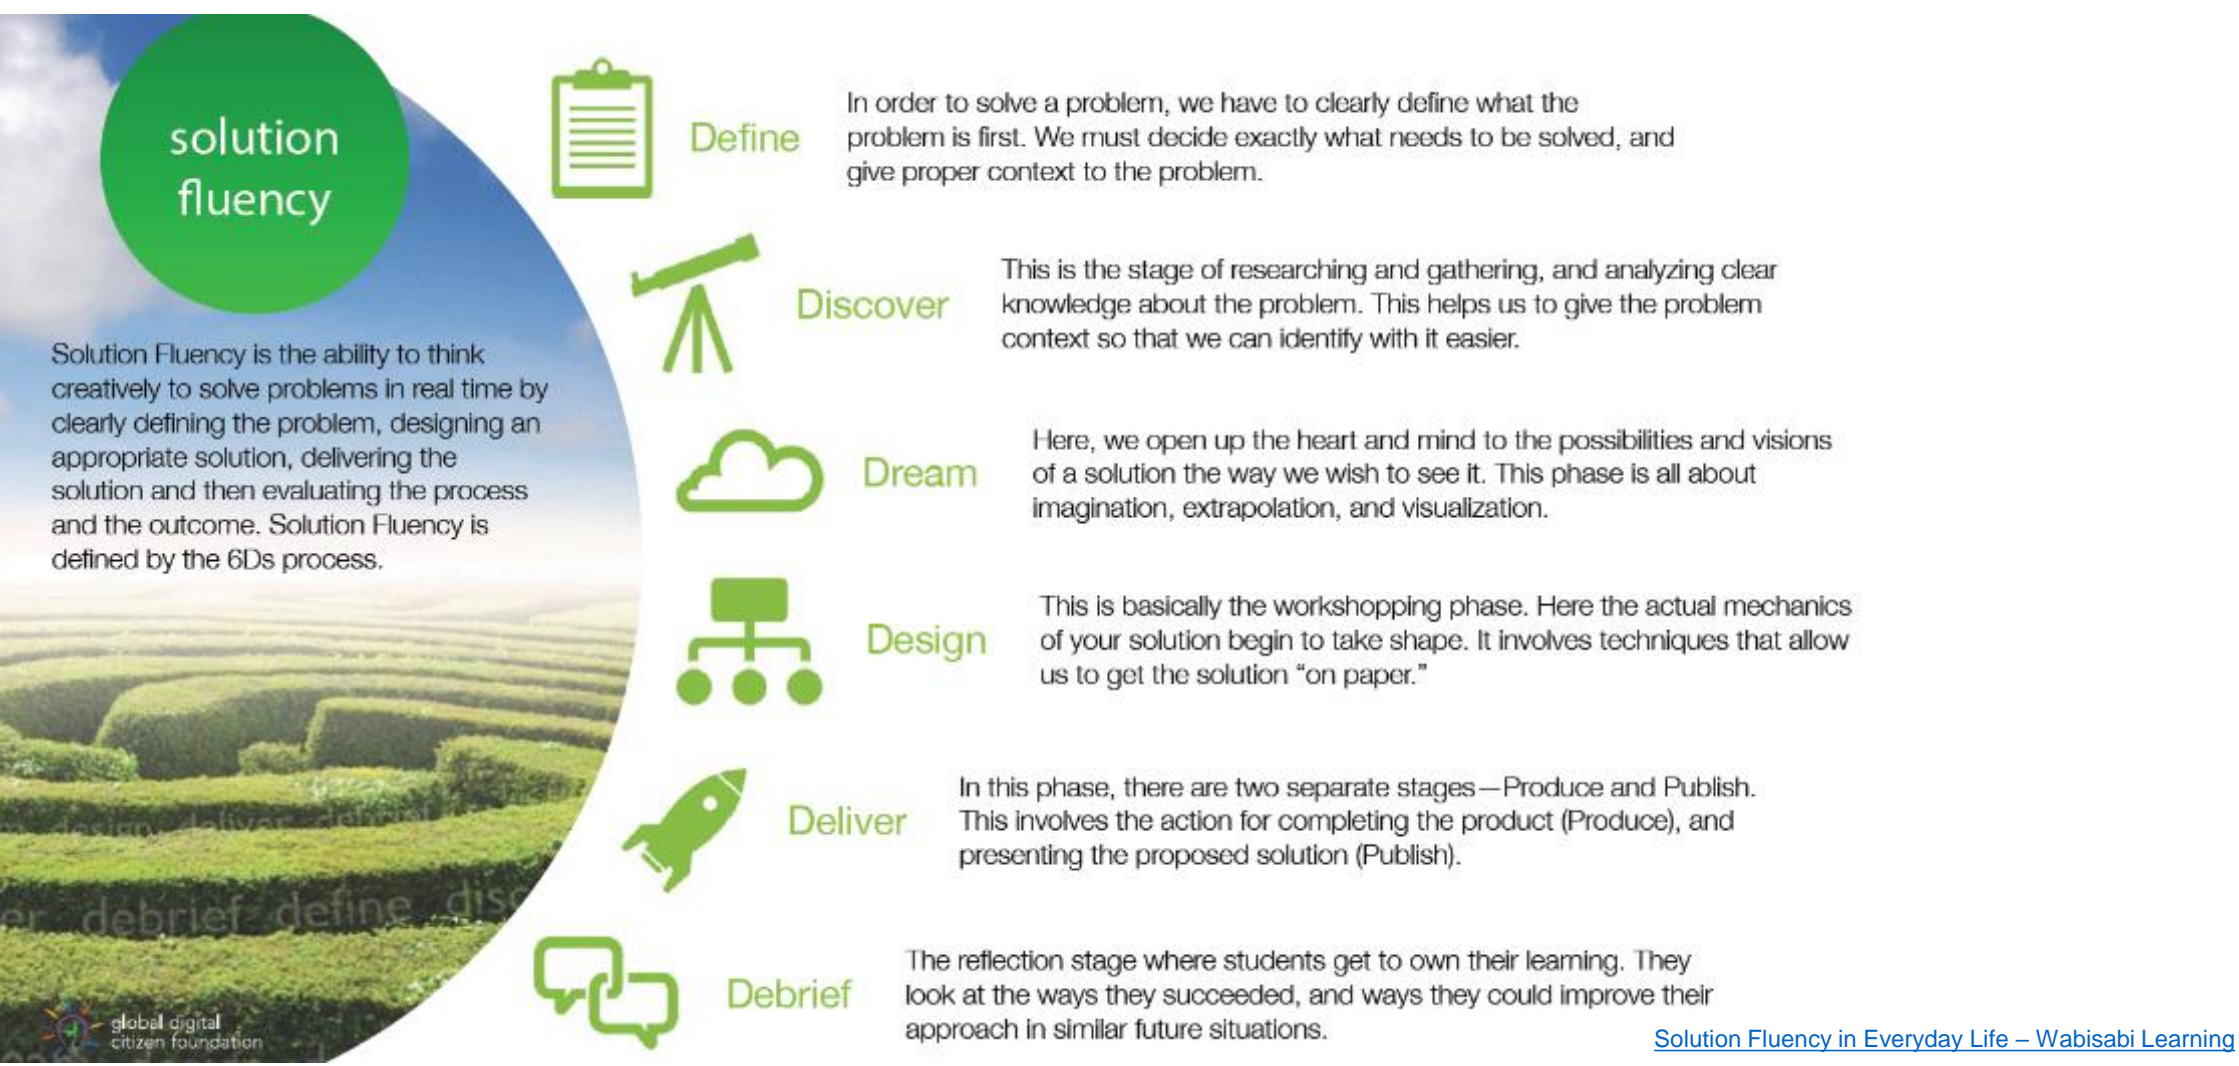 solution
fluency
Solution Fluency is the ability to think
creatively to solve problems in real time by
clearly defining the problem, designing an
appropriate solution, delivering the
solution and then evaluating the process
and the outcome. Solution Fluency is
defined by the 6Ds process.
design deliver debrief
er debrief define disc
global digital
citizen foundation
Define
In order to solve a problem, we have to clearly define what the
problem is first. We must decide exactly what needs to be solved, and
give proper context to the problem.
Discover
This is the stage of researching and gathering, and analyzing clear
knowledge about the problem. This helps us to give the problem
context so that we can identify with it easier.
Dream
Here, we open up the heart and mind to the possibilities and visions
of a solution the way we wish to see it. This phase is all about
imagination, extrapolation, and visualization.
Design
This is basically the workshopping phase. Here the actual mechanics
of your solution begin to take shape. It involves techniques that allow
us to get the solution “on paper.”
Deliver
In this phase, there are two separate stages—Produce and Publish.
This involves the action for completing the product (Produce), and
presenting the proposed solution (Publish).
Debrief
The reflection stage where students get to own their learning. They
look at the ways they succeeded, and ways they could improve their
approach in similar future situations.
Solution Fluency in Everyday Life – Wabisabi Learning